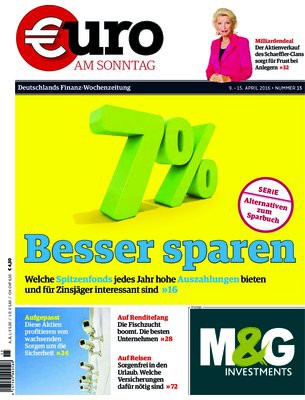 €uro
AM SONNTAG
Milliardendeal
Der Aktienverkauf
des Schaeffler-Clans
sorgt für Frust bei
Anlegern »32
Deutschlands Finanz-Wochenzeitung
9.–15. APRIL 2016 • NUMMER 15
7%
SERIE
Alternativen
zum
Sparbuch
Besser sparen
Welche Spitzenfonds jedes Jahr hohe Auszahlungen bieten
und für Zinsjäger interessant sind »16
€ 4,50
Aufgepasst
Diese Aktien
profitieren von
wachsenden
Sorgen um die
Sicherheit »24
Auf Renditefang
Die Fischzucht
boomt. Die besten
Unternehmen »28
Auf Reisen
Sorgenfrei in den
Urlaub. Welche
Versicherungen
dafür nötig sind »72
M&G
INVESTMENTS